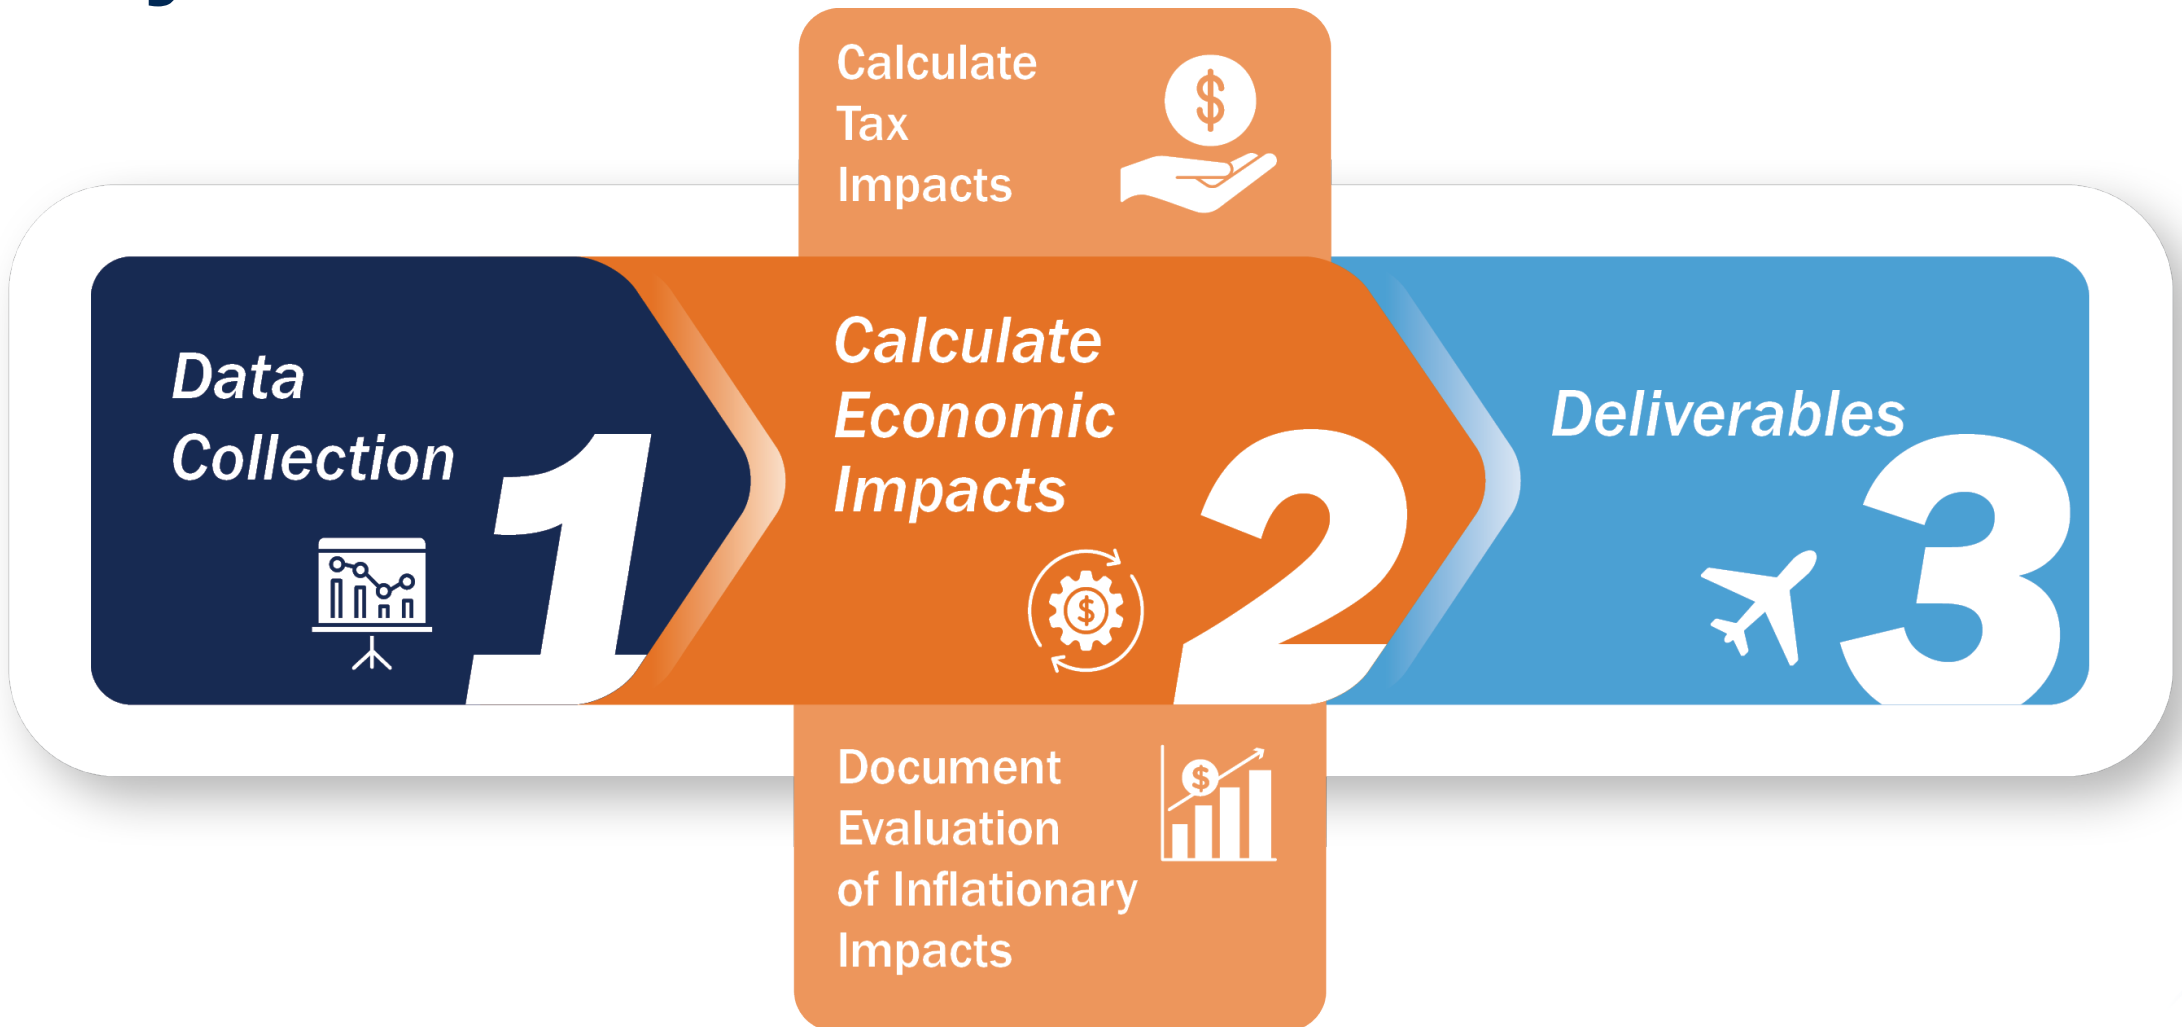 Calculate
Tax
Impacts
$
Data
Collection
1
Calculate
Economic
Impacts
$
2
Deliverables
3
Document
Evaluation
of Inflationary
Impacts
$